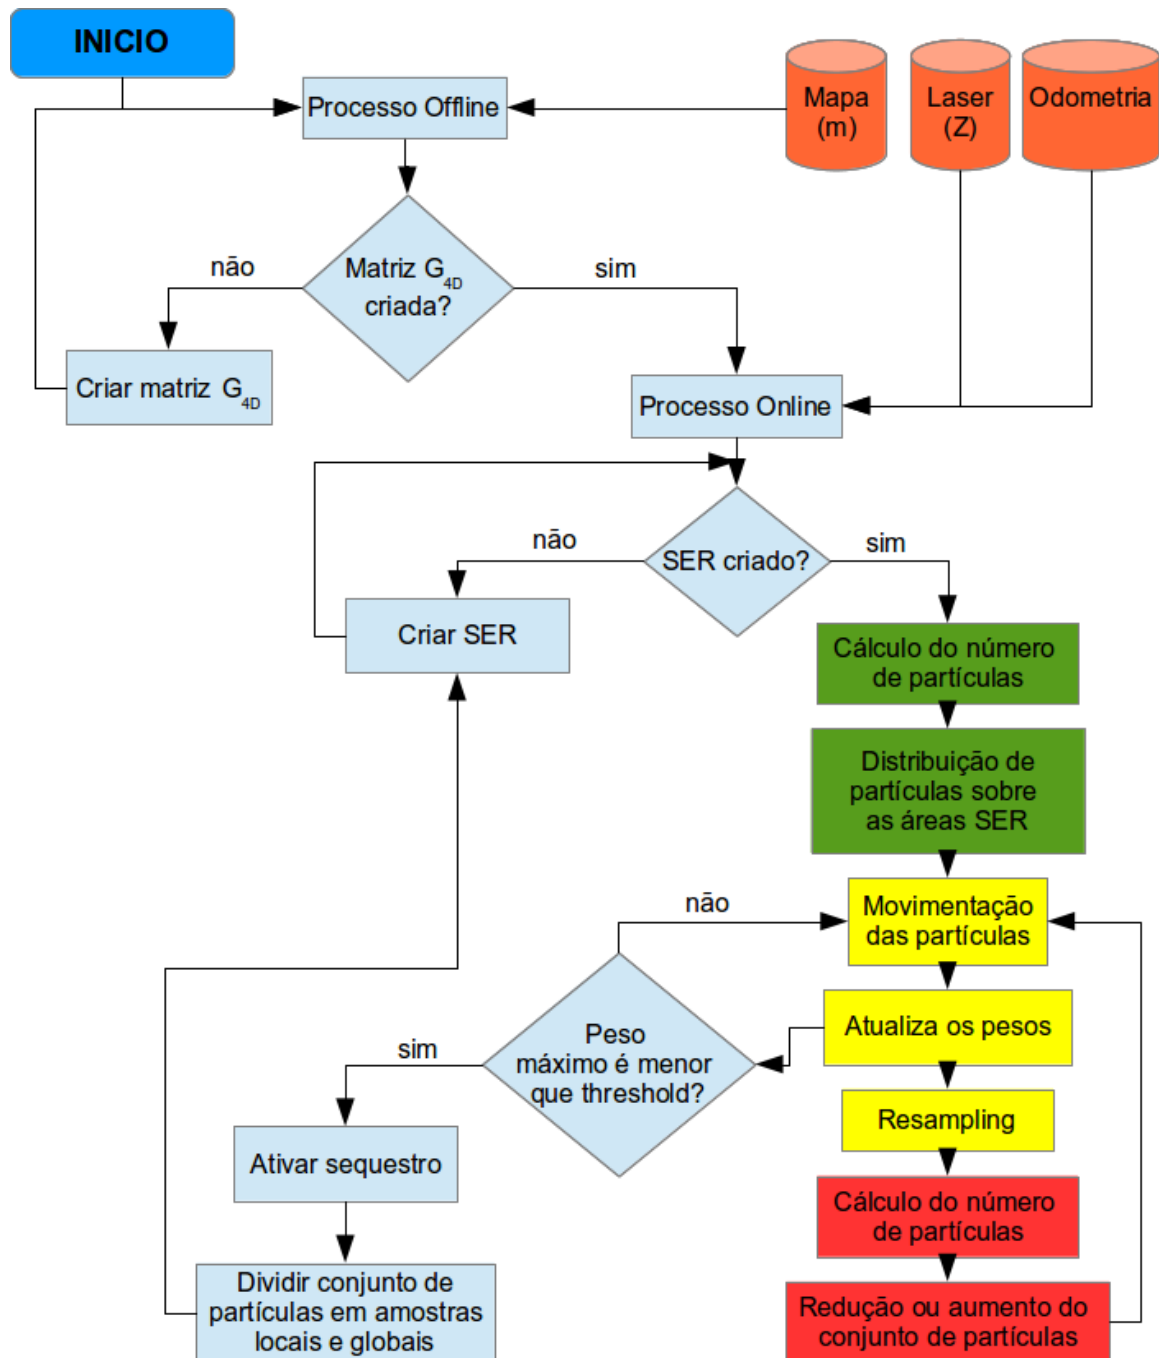 INICIO
Processo Offline
Mapa
(m)
Laser
(Z)
Odometria
não
Matriz G4D
criada?
sim
Criar matriz G4D
Processo Online
não
SER criado?
sim
Criar SER
Cálculo do número
de partículas
Distribuição de
partículas sobre
as áreas SER
não
Movimentação
das partículas
Atualiza os pesos
sim
Peso
máximo é menor
que threshold?
Resampling
Ativar sequestro
Cálculo do número
de partículas
Dividir conjunto de
partículas em amostras
locais e globais
Redução ou aumento do
conjunto de partículas